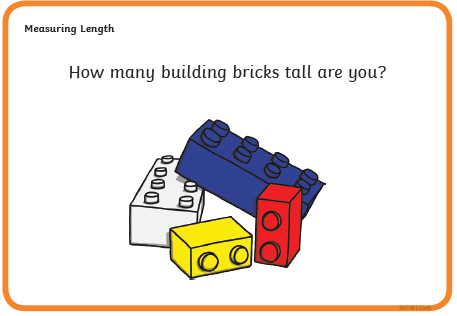 Measuring Length
How many building bricks tall are you?